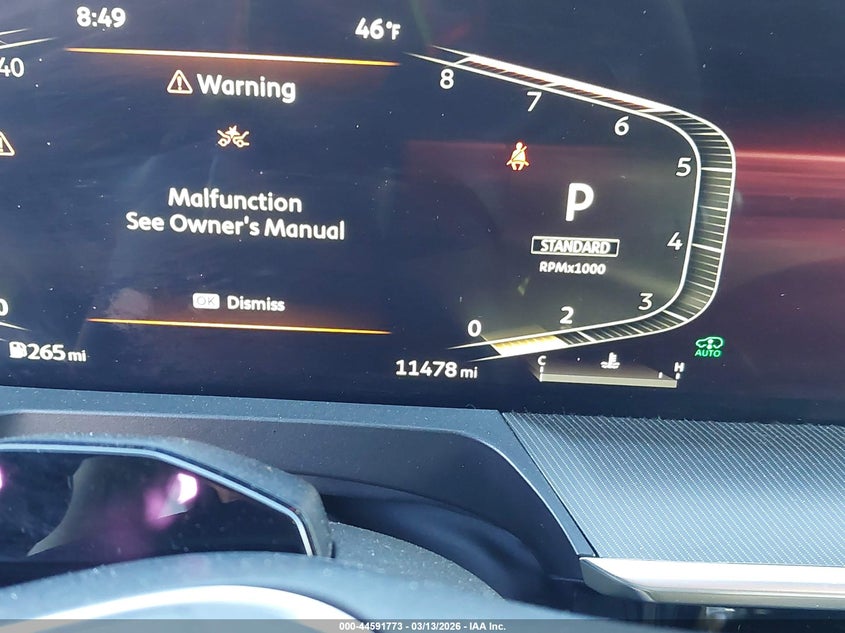 8:49
46°F
40
Warning
Malfunction
See Owner's Manual
OK Dismiss
265 mi
0
8
7
6
5
4
3
2
0
P
STANDARD
RPMx1000
11478 mi
C
H
AUTO
000-44591773 - 03/13/2026 - IAA Inc.